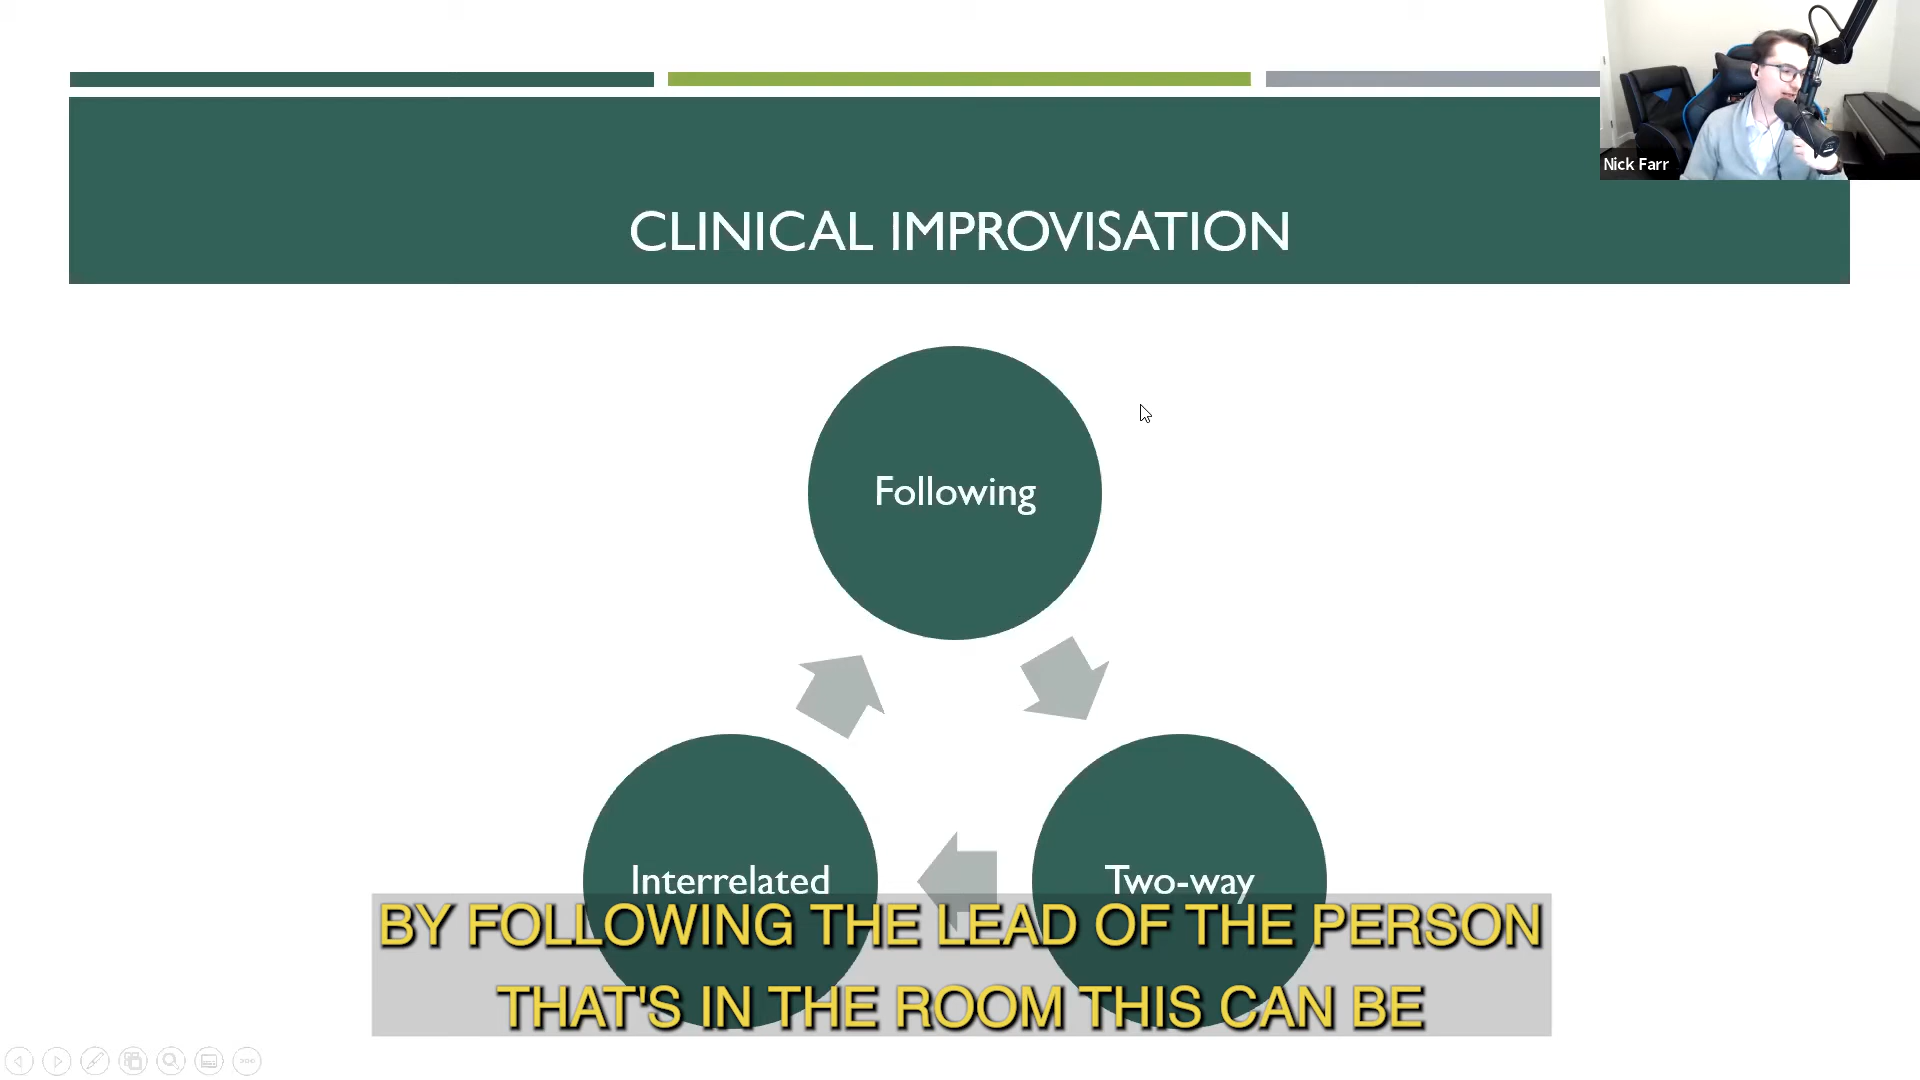 Nick Farr
CLINICAL IMPROVISATION
Following
Interrelated
Two-way
BY FOLLOWING THE LEAD OF THE PERSON
THAT'S IN THE ROOM THIS CAN BE